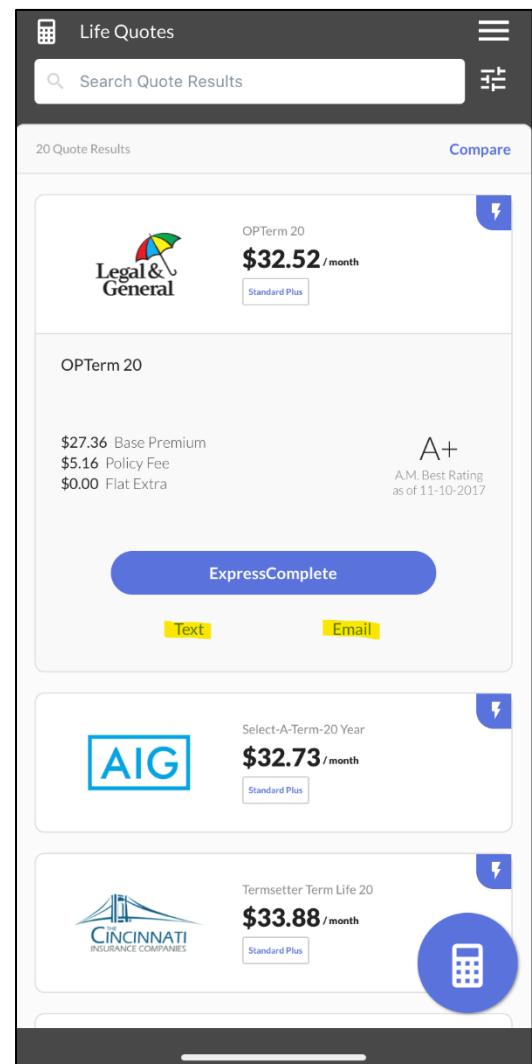 Life Quotes
Search Quote Results
20 Quote Results
Compare
Legal &
General
OPTerm 20
$32.52 / month
Standard Plus
OPTerm 20
$27.36 Base Premium
$5.16 Policy Fee
$0.00 Flat Extra
A+
A.M. Best Rating
as of 11-10-2017
ExpressComplete
Text
Email
AIG
Select-A-Term-20 Year
$32.73 / month
Standard Plus
THE
CINCINNATI
INSURANCE COMPANIES
Termsetter Term Life 20
$33.88 / month
Standard Plus